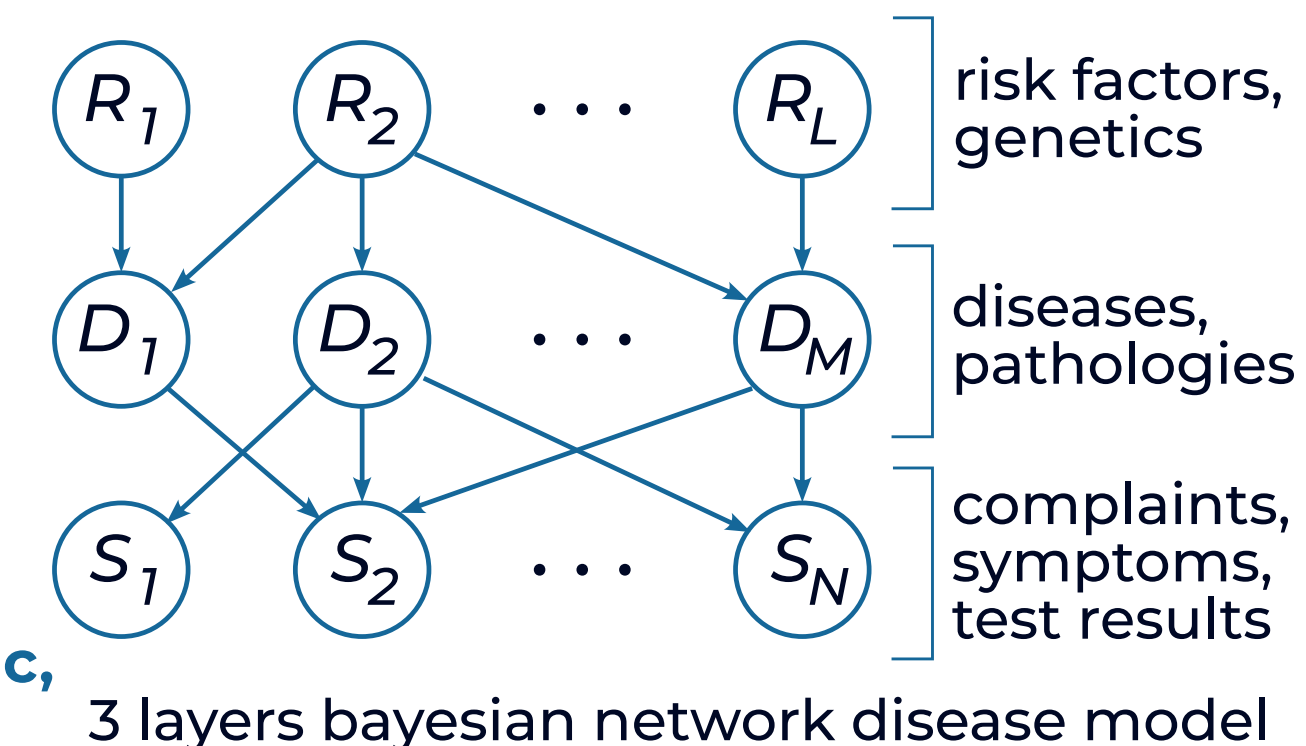 R1 R2 ... RL
risk factors,
genetics
D1 D2 ... DM
diseases,
pathologies
S1 S2 ... SN
complaints,
symptoms,
test results
c,
3 layers bayesian network disease model